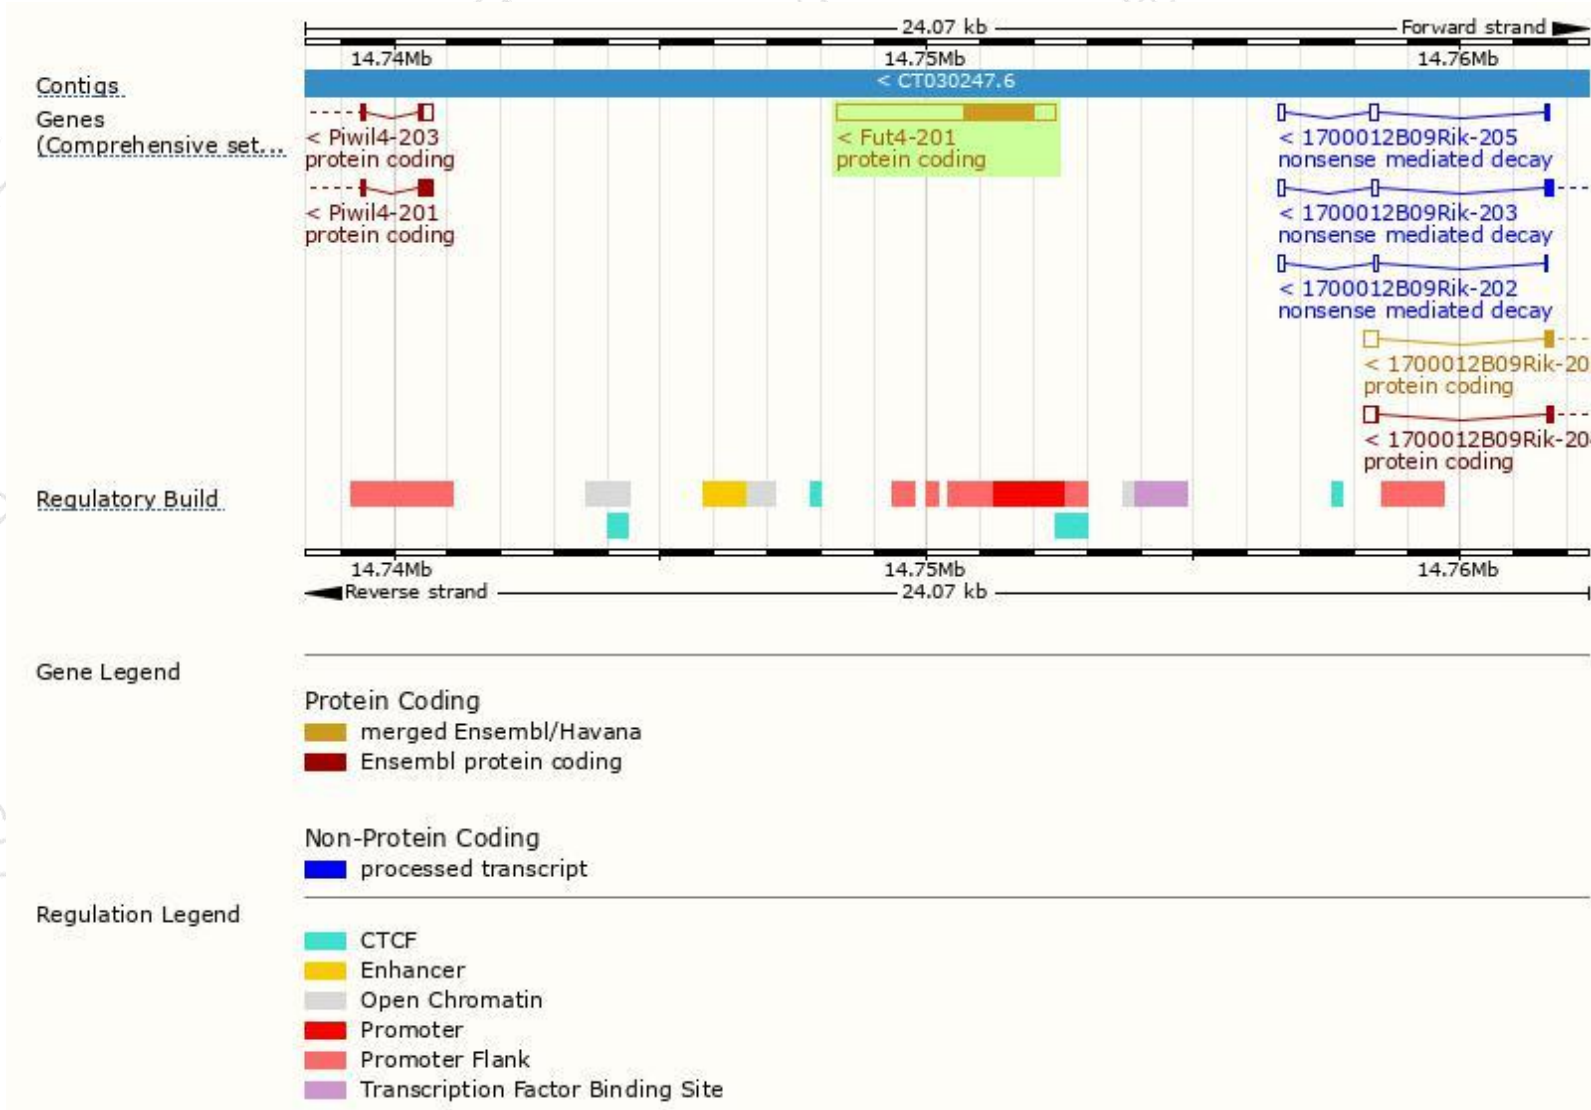 24.07 kb Forward strand
14.74Mb 14.75Mb 14.76Mb
Contigs < CT030247.6
Genes
(Comprehensive set...
< Piwil4-203
protein coding
< Fut4-201
protein coding
< 1700012B09Rik-205
nonsense mediated decay
< Piwil4-201
protein coding
< 1700012B09Rik-203
nonsense mediated decay
< 1700012B09Rik-202
nonsense mediated decay
< 1700012B09Rik-20
protein coding
< 1700012B09Rik-20
protein coding
Regulatory Build
14.74Mb 14.75Mb 14.76Mb
Reverse strand 24.07 kb
Gene Legend
Protein Coding
merged Ensembl/Havana
Ensembl protein coding
Non-Protein Coding
processed transcript
Regulation Legend
CTCF
Enhancer
Open Chromatin
Promoter
Promoter Flank
Transcription Factor Binding Site